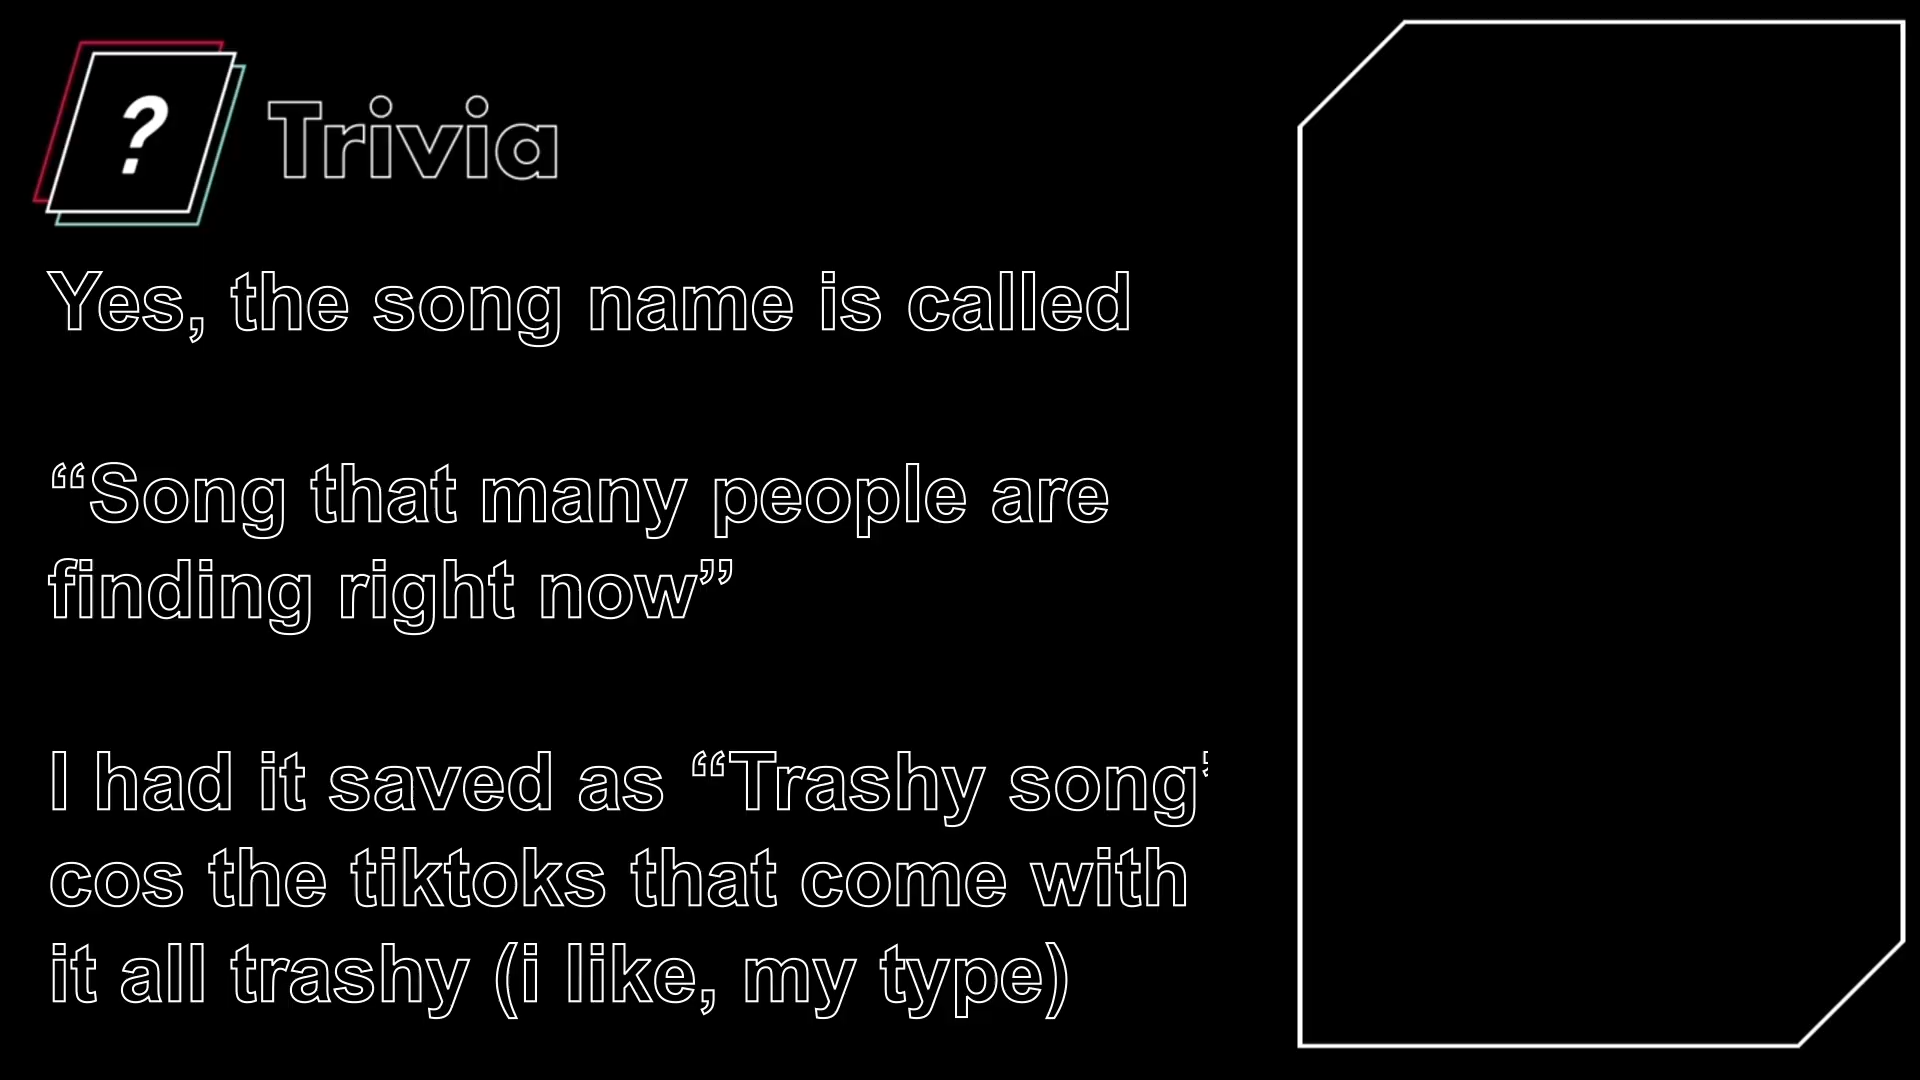 ?
Trivia
Yes, the song name is called
“Song that many people are
finding right now”
I had it saved as “Trashy song”
cos the tiktoks that come with
it all trashy (i like, my type)